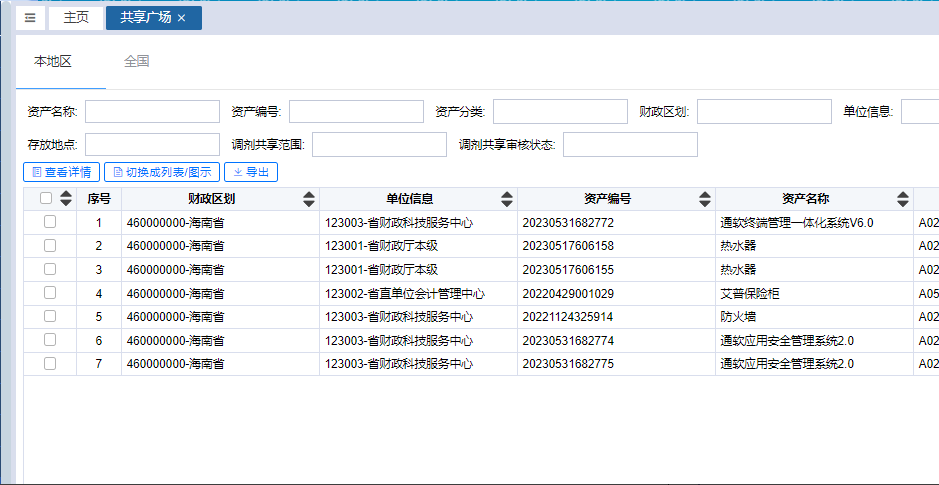 主页 共享广场 ×
本地区 全国
资产名称: 资产编号: 资产分类: 财政区划: 单位信息:
存放地点: 调剂共享范围: 调剂共享审核状态:
查看详情 切换成列表/图示 导出
序号 财政区划 单位信息 资产编号 资产名称
1 460000000-海南省 123003-省财政科技服务中心 20230531682772 通软终端管理一体化系统V6.0 A02
2 460000000-海南省 123001-省财政厅本级 20230517606158 热水器 A02
3 460000000-海南省 123001-省财政厅本级 20230517606155 热水器 A02
4 460000000-海南省 123002-省直单位会计管理中心 20220429001029 艾普保险柜 A05
5 460000000-海南省 123003-省财政科技服务中心 20221124325914 防火墙 A02
6 460000000-海南省 123003-省财政科技服务中心 20230531682774 通软应用安全管理系统2.0 A02
7 460000000-海南省 123003-省财政科技服务中心 20230531682775 通软应用安全管理系统2.0 A02